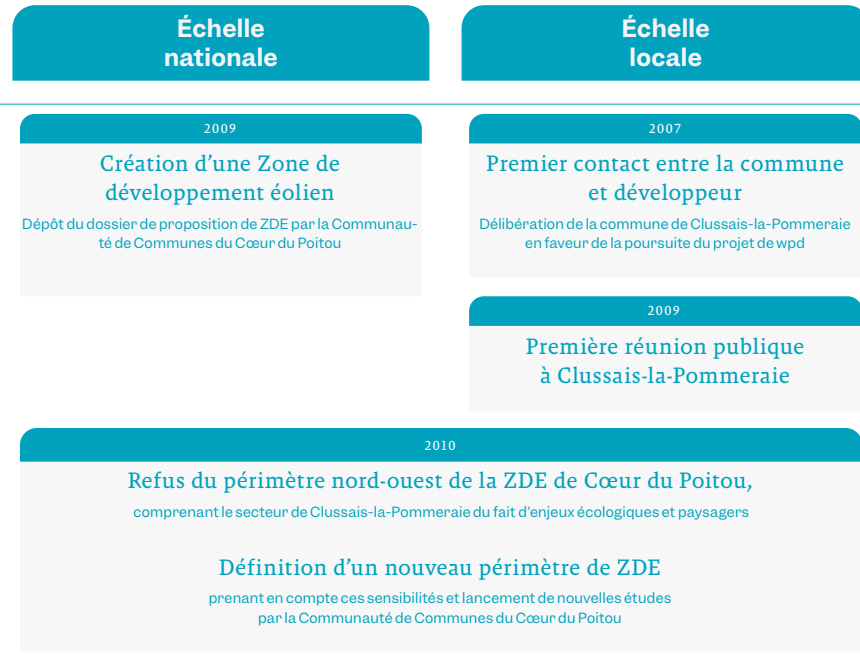 Échelle
nationale
Échelle
locale
2009
Création d’une Zone de
développement éolien
Dépôt du dossier de proposition de ZDE par la Communau-
té de Communes du Cœur du Poitou
2007
Premier contact entre la commune
et développeur
Délibération de la commune de Clussais-la-Pommeraie
en faveur de la poursuite du projet de wpd
2009
Première réunion publique
à Clussais-la-Pommeraie
2010
Refus du périmètre nord-ouest de la ZDE de Cœur du Poitou,
comprenant le secteur de Clussais-la-Pommeraie du fait d'enjeux écologiques et paysagers
Définition d’un nouveau périmètre de ZDE
prenant en compte ces sensibilités et lancement de nouvelles études
par la Communauté de Communes du Cœur du Poitou